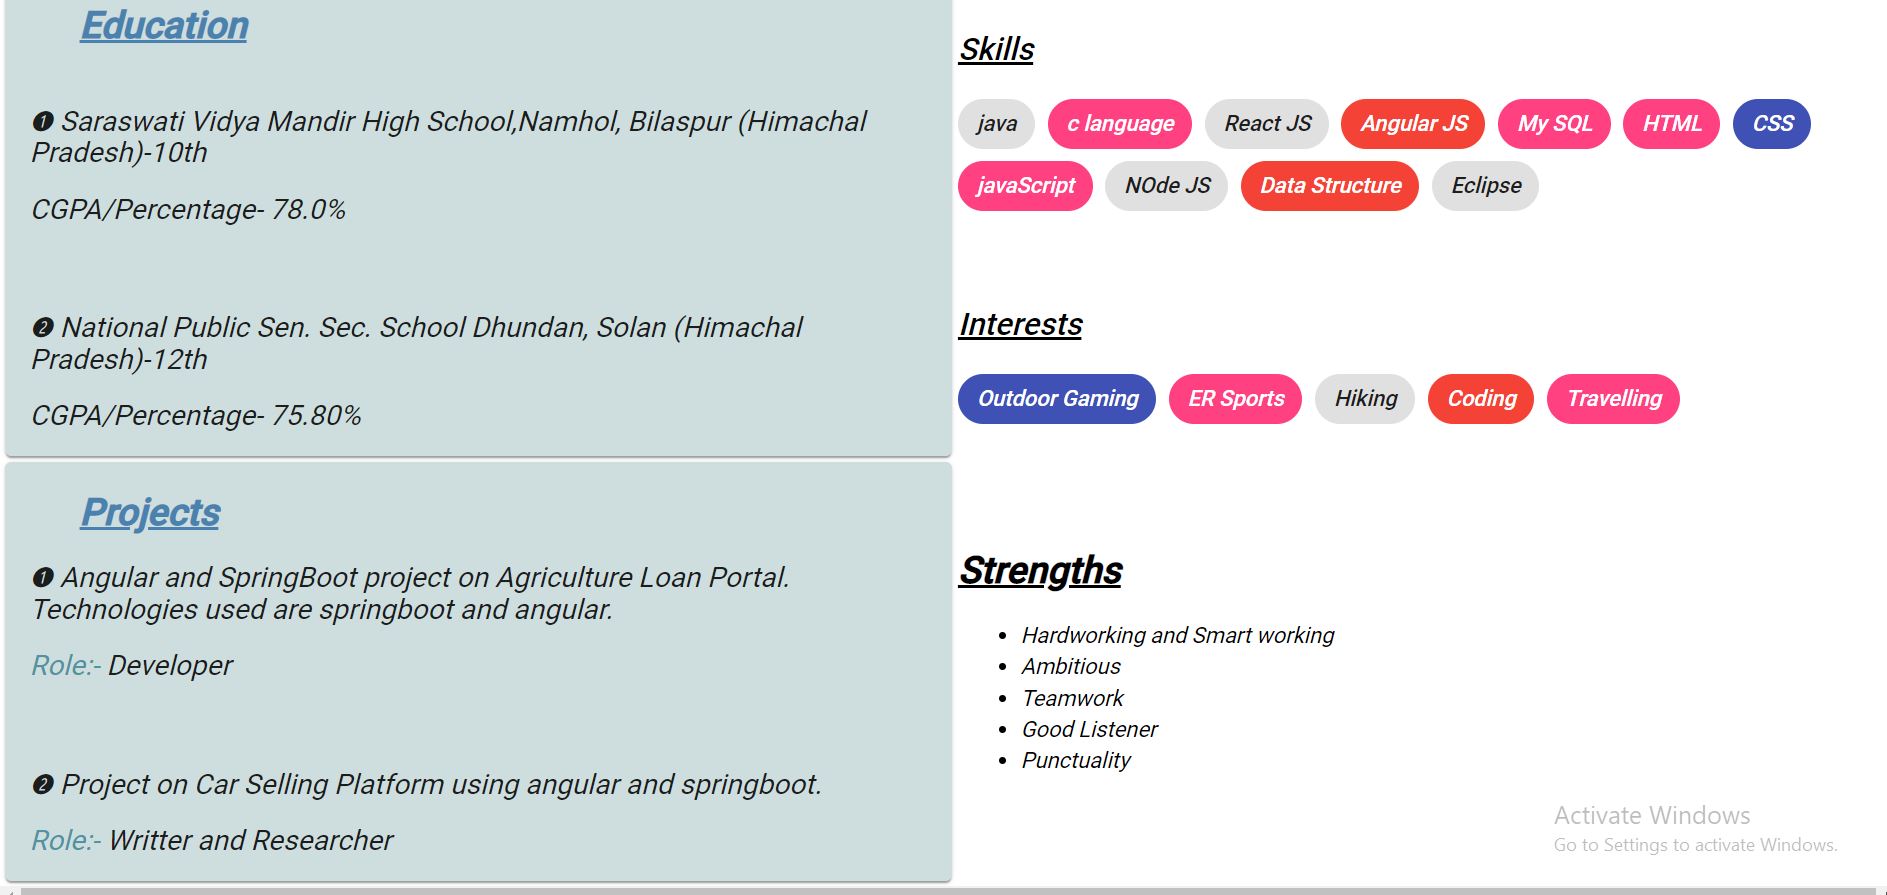 Education
❶ Saraswati Vidya Mandir High School,Namhol, Bilaspur (Himachal
Pradesh)-10th
CGPA/Percentage- 78.0%
❷ National Public Sen. Sec. School Dhundan, Solan (Himachal
Pradesh)-12th
CGPA/Percentage- 75.80%
Projects
❶ Angular and SpringBoot project on Agriculture Loan Portal.
Technologies used are springboot and angular.
Role:- Developer
❷ Project on Car Selling Platform using angular and springboot.
Role:- Writter and Researcher
Skills
java c language React JS Angular JS My SQL HTML CSS
javaScript NOde JS Data Structure Eclipse
Interests
Outdoor Gaming ER Sports Hiking Coding Travelling
Strengths
• Hardworking and Smart working
• Ambitious
• Teamwork
• Good Listener
• Punctuality
Activate Windows
Go to Settings to activate Windows.